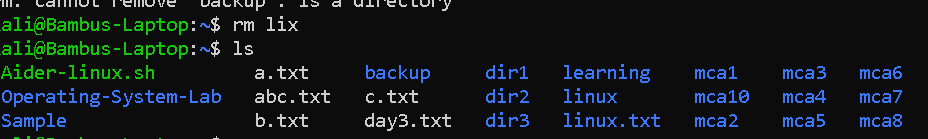 rm: cannot remove 'backup': Is a directory
ali@Bambus-Laptop:~$ rm lix
ali@Bambus-Laptop:~$ ls
Aider-linux.sh a.txt backup dir1 learning mca1 mca3 mca6
Operating-System-Lab abc.txt c.txt dir2 linux mca10 mca4 mca7
Sample b.txt day3.txt dir3 linux.txt mca2 mca5 mca8